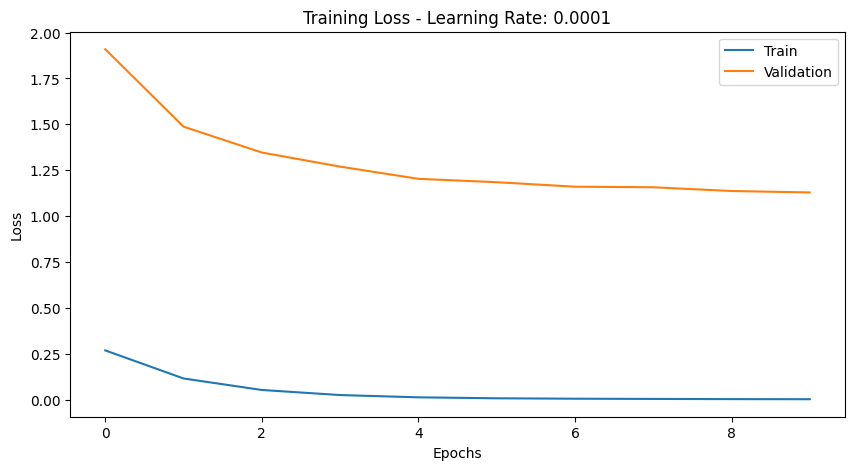 Training Loss - Learning Rate: 0.0001
Train
Validation
2.00
1.75
1.50
1.25
1.00
0.75
0.50
0.25
0.00
Loss
0 2 4 6 8
Epochs